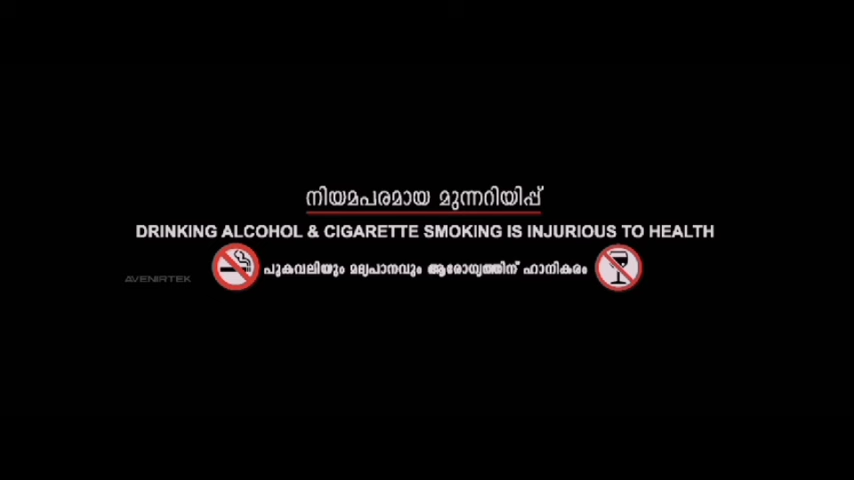 നിയമപരമായ മുന്നറിയിപ്പ്
DRINKING ALCOHOL & CIGARETTE SMOKING IS INJURIOUS TO HEALTH
പുകവലിയും മദ്യപാനവും ആരോഗ്യത്തിന് ഹാനികരം
AVENIRTEK